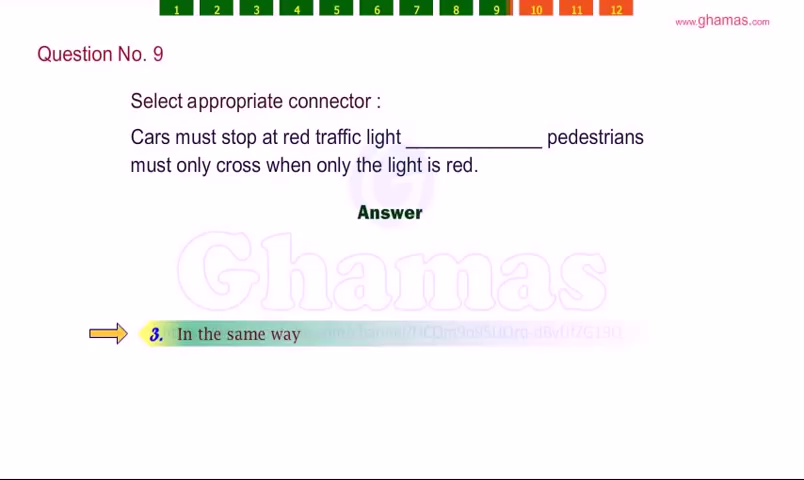 1 2 3 4 5 6 7 8 9 10 11 12
www.ghamas.com
Question No. 9
Select appropriate connector :
Cars must stop at red traffic light _____________ pedestrians
must only cross when only the light is red.
Answer
Ghamas
3. In the same way